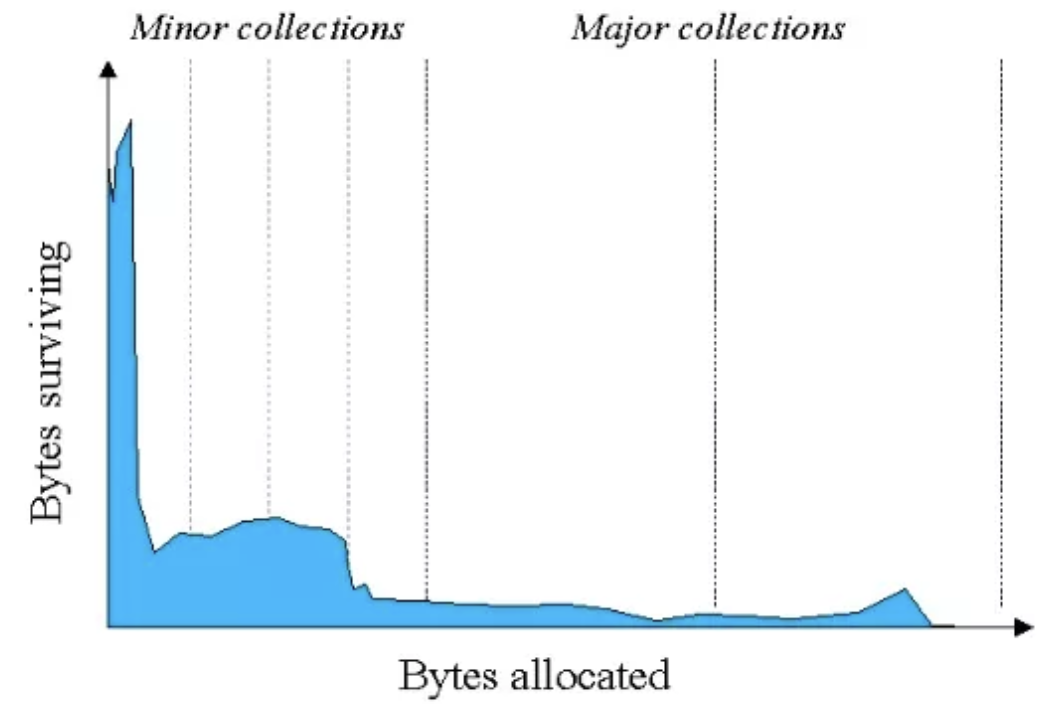 Minor collections
Major collections
Bytes surviving
Bytes allocated